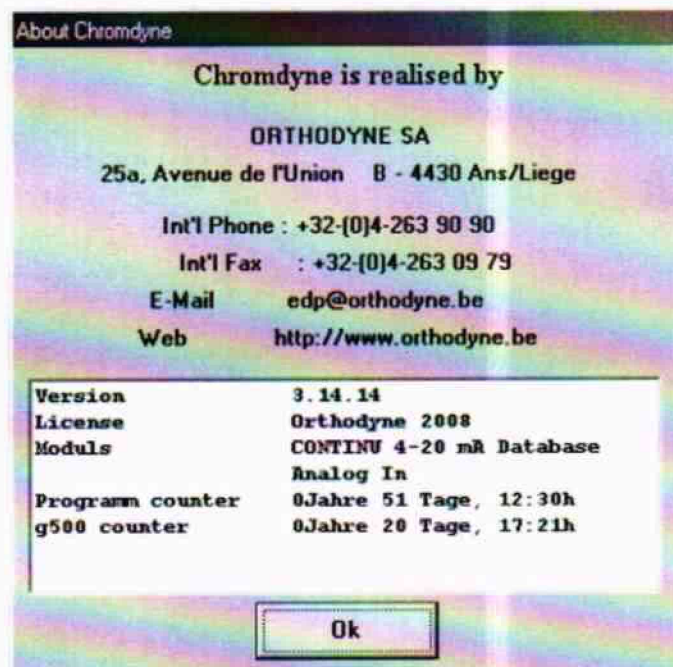 About Chromdyne
Chromdyne is realised by
ORTHODYNE SA
25a, Avenue de l'Union B - 4430 Ans/Liege
Int'l Phone : +32-(0)4-263 90 90
Int'l Fax : +32-(0)4-263 09 79
E-Mail edp@orthodyne.be
Web http://www.orthodyne.be
Version 3.14.14
License Orthodyne 2008
Moduls CONTINU 4-20 mA Database
Analog In
Programm counter 0Jahre 51 Tage, 12:30h
g500 counter 0Jahre 20 Tage, 17:21h
Ok